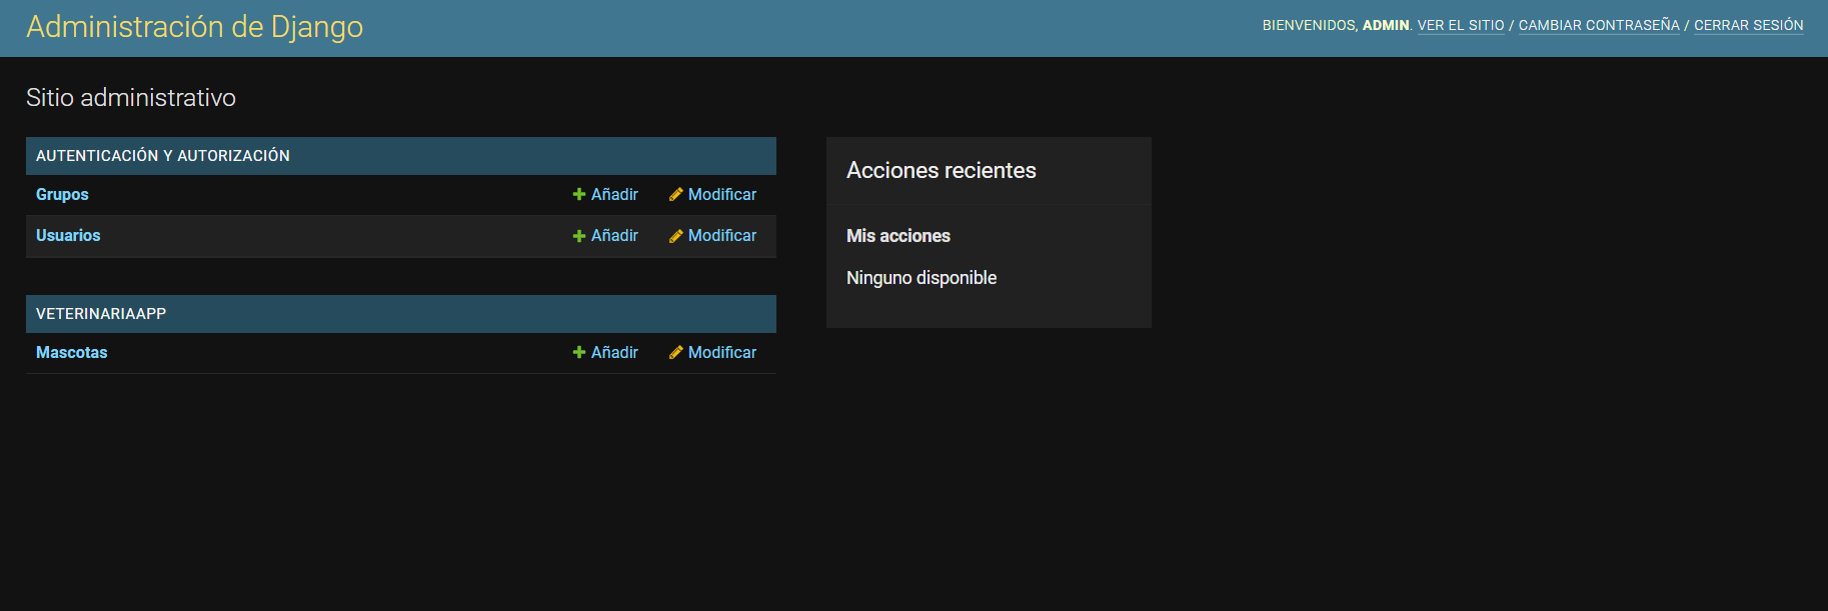 Administración de Django
BIENVENIDOS, ADMIN. VER EL SITIO / CAMBIAR CONTRASEÑA / CERRAR SESIÓN
Sitio administrativo
AUTENTICACIÓN Y AUTORIZACIÓN
Grupos Añadir Modificar
Usuarios Añadir Modificar
VETERINARIAAPP
Mascotas Añadir Modificar
Acciones recientes
Mis acciones
Ninguno disponible